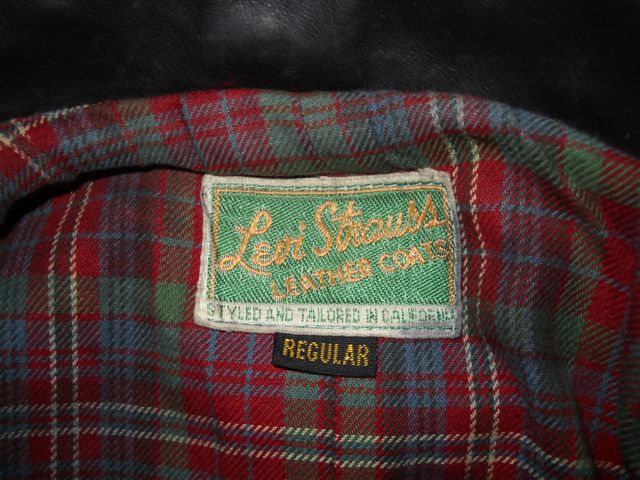 Levi Strauss
LEATHER COATS
STYLED AND TAILORED IN CALIFORNIA
REGULAR